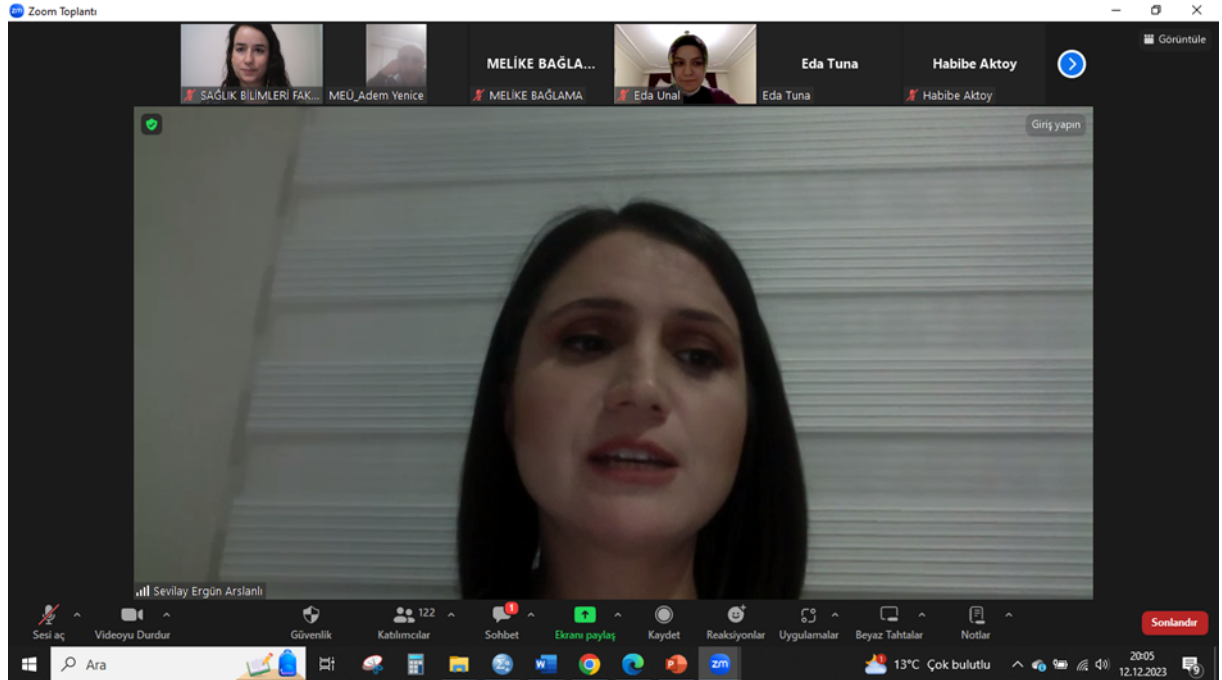 Zoom Toplantı
Görüntüle
MELİKE BAĞLA...
Eda Tuna
Habibe Aktoy
SAĞLIK BİLİMLERİ FAK...
MEÜ_Adem Yenice
MELİKE BAĞLAMA
Eda Unal
Eda Tuna
Habibe Aktoy
Giriş yapın
Sevilay Ergün Arslanlı
122
1
Sesi aç
Videoyu Durdur
Güvenlik
Katılımcılar
Sohbet
Ekranı paylaş
Kaydet
Reaksiyonlar
Uygulamalar
Beyaz Tahtalar
Notlar
Sonlandır
Ara
zm
13°C Çok bulutlu
20:05
12.12.2023
9